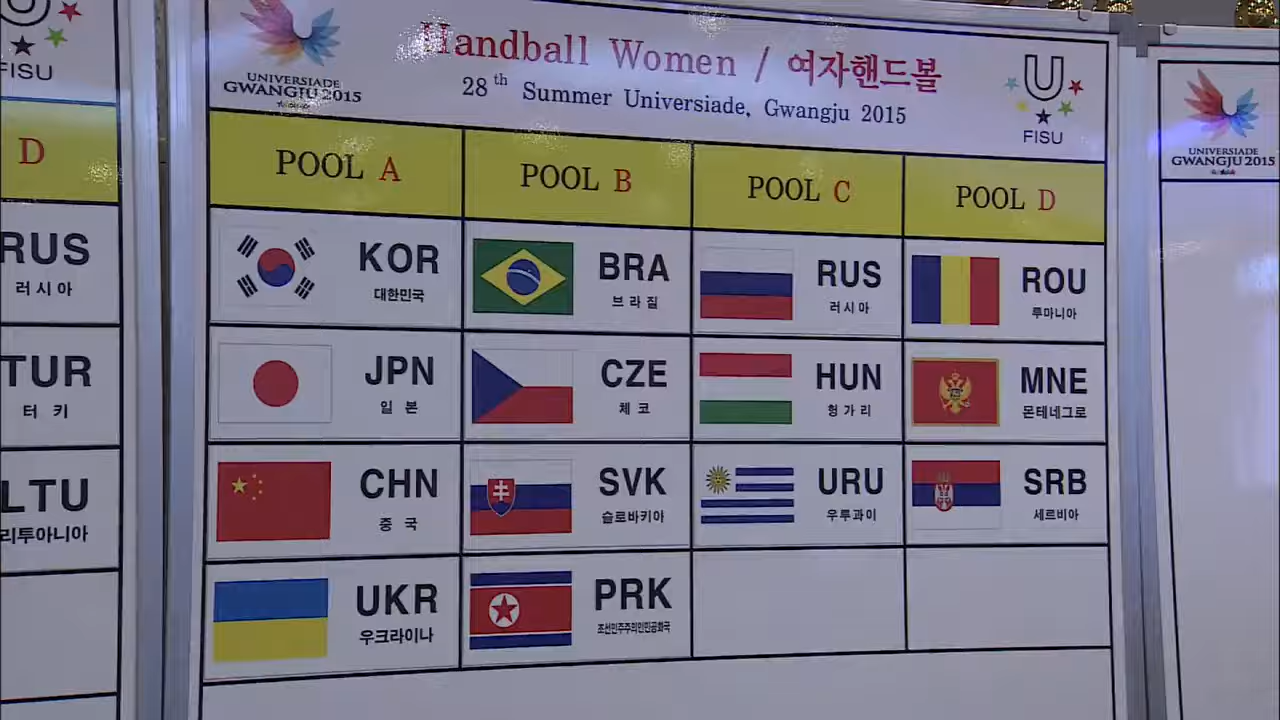 FISU
D
RUS
러시아
TUR
터 키
LTU
리투아니아
UNIVERSIADE
GWANGJU 2015
Handball Women / 여자핸드볼
28th Summer Universiade, Gwangju 2015
U
FISU
POOL A
POOL B
POOL C
POOL D
KOR
대한민국
BRA
브 라 질
RUS
러 시 아
ROU
루마니아
JPN
일 본
CZE
체 코
HUN
헝 가 리
MNE
몬테네그로
CHN
중 국
SVK
슬로바키아
URU
우루과이
SRB
세르비아
UKR
우크라이나
PRK
조선민주주의인민공화국
UNIVERSIADE
GWANGJU 2015